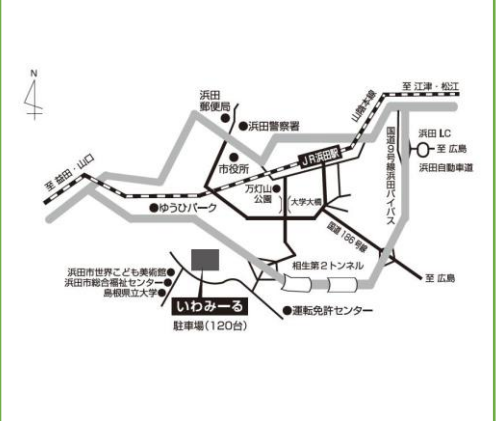 N
至 江津・松江
浜田
郵便局
浜田警察署
山陰本線
浜田 I.C
至 広島
浜田自動車道
国道9号線浜田バイパス
JR浜田駅
市役所
至 益田・山口
万灯山
公園
大学大橋
ゆうひパーク
国道186号線
相生第2トンネル
至 広島
浜田市世界こども美術館
浜田市総合福祉センター
島根県立大学
いわみーる
駐車場(120台)
運転免許センター